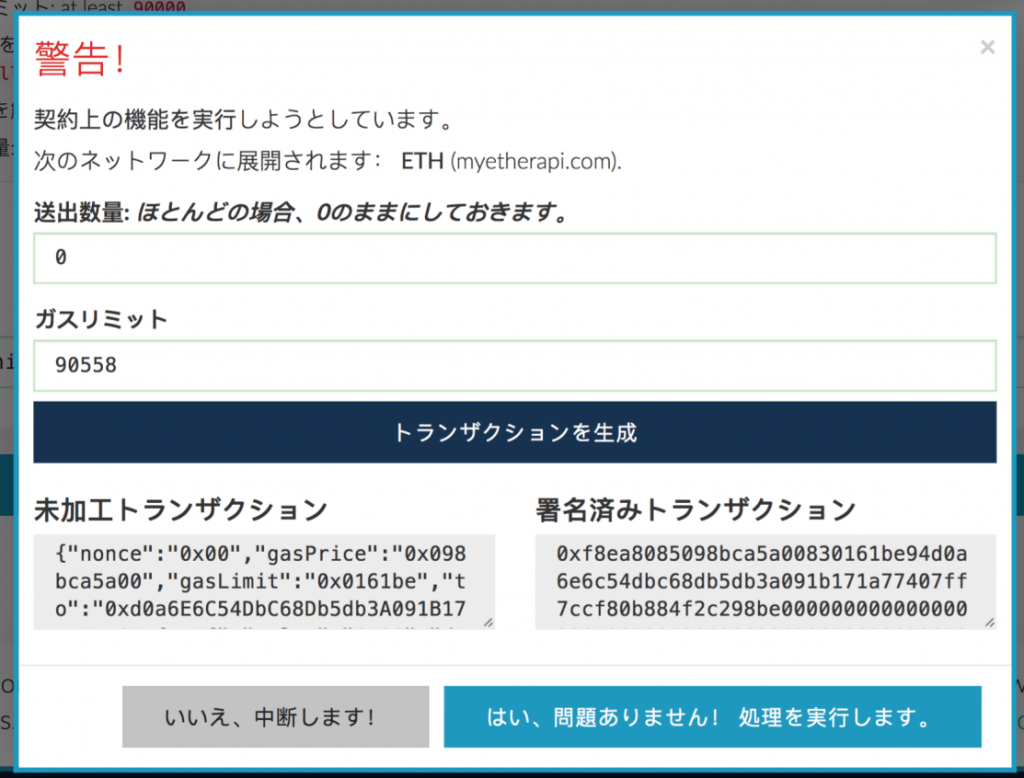 ミット: at least 90000
警告!
×
契約上の機能を実行しようとしています。
次のネットワークに展開されます: ETH (myetherapi.com).
送出数量: ほとんどの場合、0のままにしておきます。
0
ガスリミット
90558
トランザクションを生成
未加工トランザクション
{"nonce":"0x00","gasPrice":"0x098
bca5a00","gasLimit":"0x0161be","t
o":"0xd0a6E6C54DbC68Db5db3A091B17
署名済みトランザクション
0xf8ea8085098bca5a00830161be94d0a
6e6c54dbc68db5db3a091b171a77407ff
7ccf80b884f2c298be000000000000000
いいえ、中断します!
はい、問題ありません! 処理を実行します。